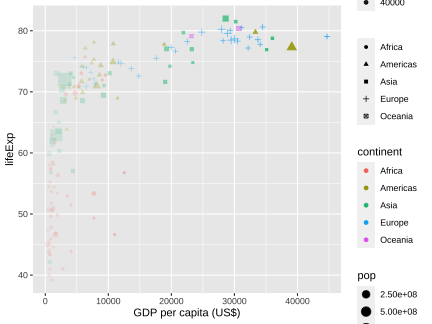 40000
Africa
Americas
Asia
Europe
Oceania
continent
Africa
Americas
Asia
Europe
Oceania
pop
2.50e+08
5.00e+08
80
70
60
50
40
lifeExp
0
10000
20000
30000
40000
GDP per capita (US$)